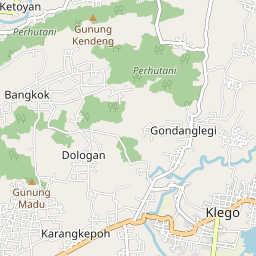 Ketoyan
Gunung
Kendeng
Perhutani
Perhutani
Bangkok
Gondanglegi
Dologan
Gunung
Madu
Klego
Karangkepoh